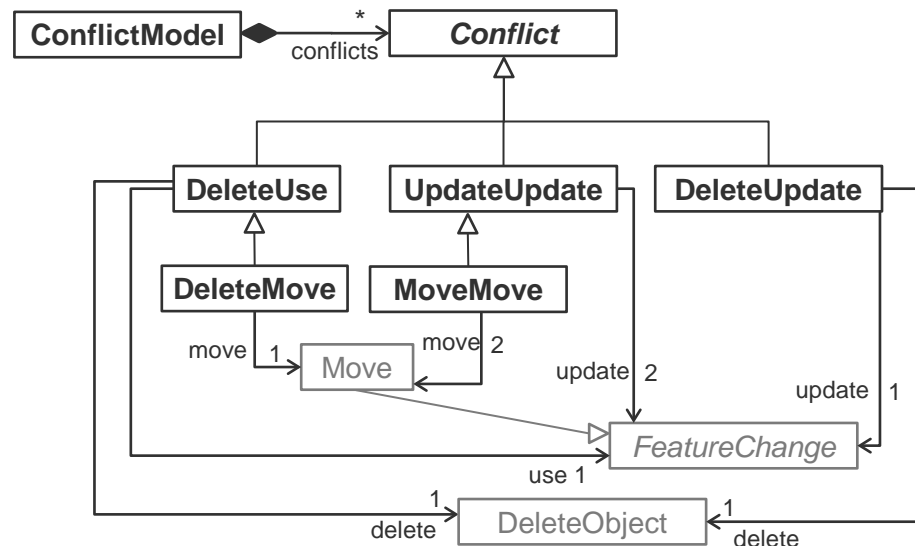 ConflictModel
*
conflicts
Conflict
DeleteUse
UpdateUpdate
DeleteUpdate
DeleteMove
MoveMove
move 1
Move
move 2
update 2
update 1
FeatureChange
use 1
1
delete
DeleteObject
1
delete